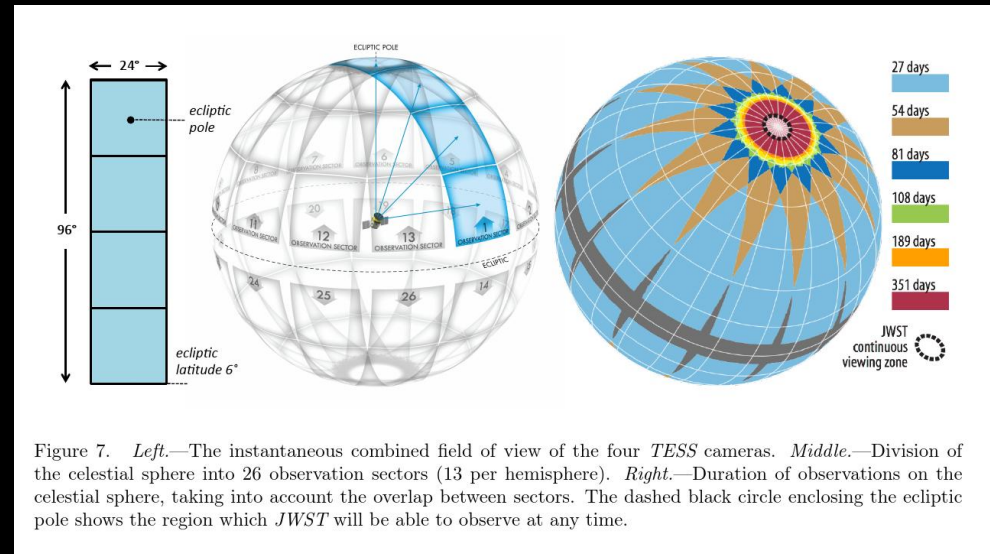 24°
96°
ecliptic
pole
ecliptic
latitude 6°
ECLIPTIC POLE
7
OBSERVATION SECTOR
6
OBSERVATION SECTOR
20
19
11
OBSERVATION SECTOR
12
OBSERVATION SECTOR
13
OBSERVATION SECTOR
1
OBSERVATION SECTOR
ECLIPTIC
24
25
26
14
27 days
54 days
81 days
108 days
189 days
351 days
JWST
continuous
viewing zone
Figure 7. Left.—The instantaneous combined field of view of the four TESS cameras. Middle.—Division of
the celestial sphere into 26 observation sectors (13 per hemisphere). Right.—Duration of observations on the
celestial sphere, taking into account the overlap between sectors. The dashed black circle enclosing the ecliptic
pole shows the region which JWST will be able to observe at any time.